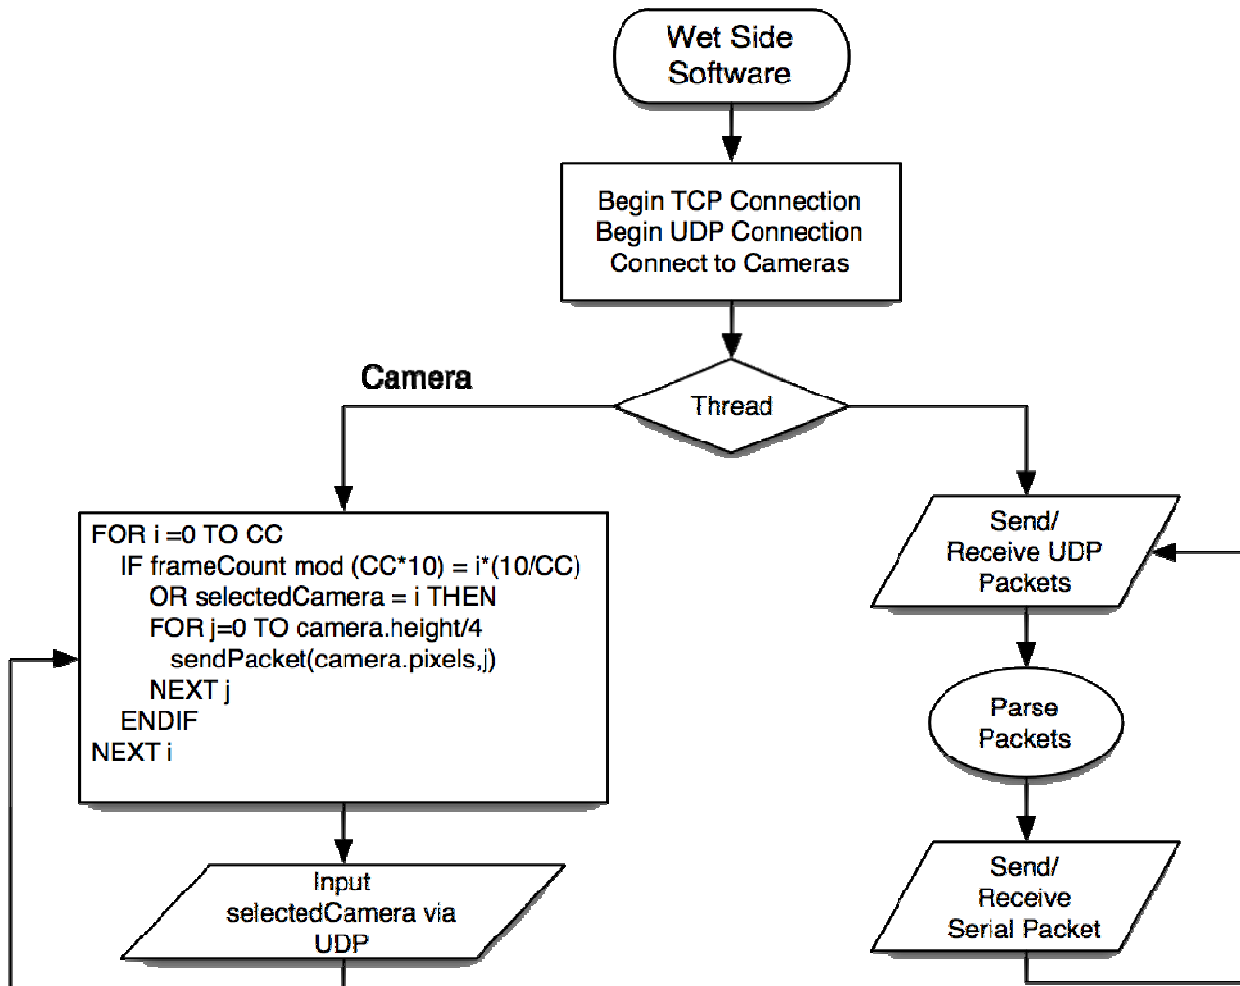 Wet Side
Software
Begin TCP Connection
Begin UDP Connection
Connect to Cameras
Camera
Thread
FOR i =0 TO CC
IF frameCount mod (CC*10) = i*(10/CC)
OR selectedCamera = i THEN
FOR j=0 TO camera.height/4
sendPacket(camera.pixels,j)
NEXT j
ENDIF
NEXT i
Input
selectedCamera via
UDP
Send/
Receive UDP
Packets
Parse
Packets
Send/
Receive
Serial Packet